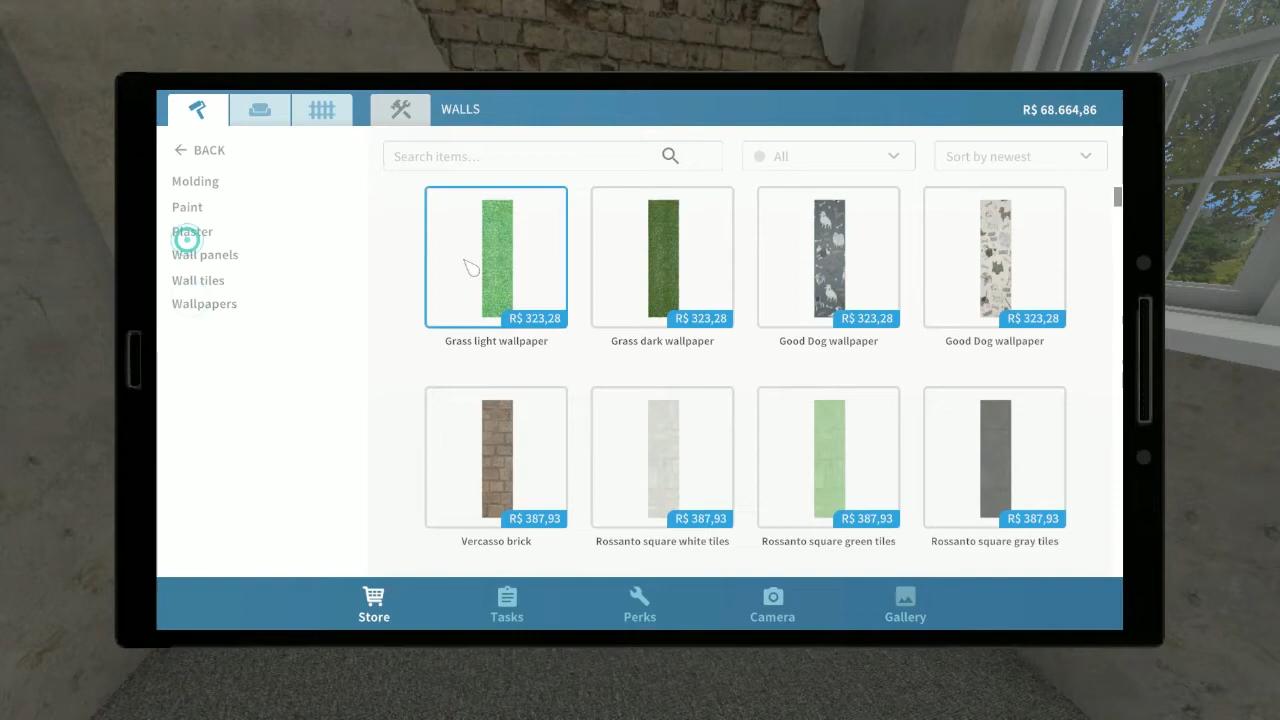 WALLS
R$ 68.664,86
BACK
Molding
Paint
Plaster
Wall panels
Wall tiles
Wallpapers
Search items...
All
Sort by newest
R$ 323,28
R$ 323,28
R$ 323,28
R$ 323,28
Grass light wallpaper
Grass dark wallpaper
Good Dog wallpaper
Good Dog wallpaper
R$ 387,93
R$ 387,93
R$ 387,93
R$ 387,93
Vercasso brick
Rossanto square white tiles
Rossanto square green tiles
Rossanto square gray tiles
Store
Tasks
Perks
Camera
Gallery